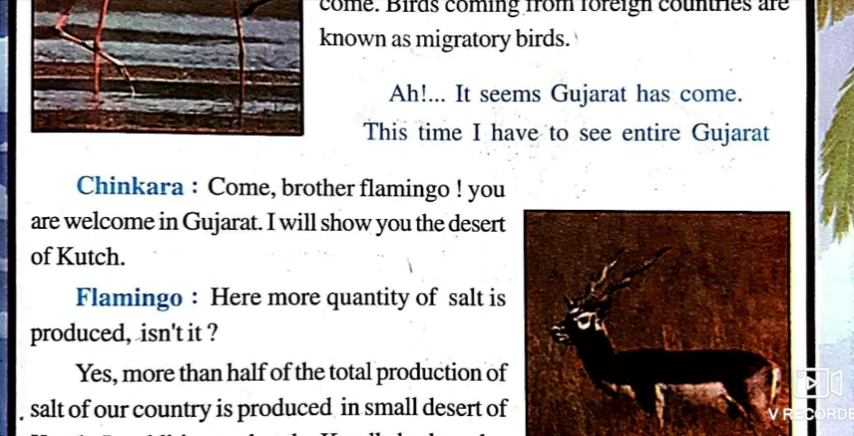 come. Birds coming from foreign countries are
known as migratory birds.
Ah!... It seems Gujarat has come.
This time I have to see entire Gujarat
Chinkara : Come, brother flamingo ! you
are welcome in Gujarat. I will show you the desert
of Kutch.
Flamingo : Here more quantity of salt is
produced, isn't it ?
Yes, more than half of the total production of
salt of our country is produced in small desert of
V RECORDE